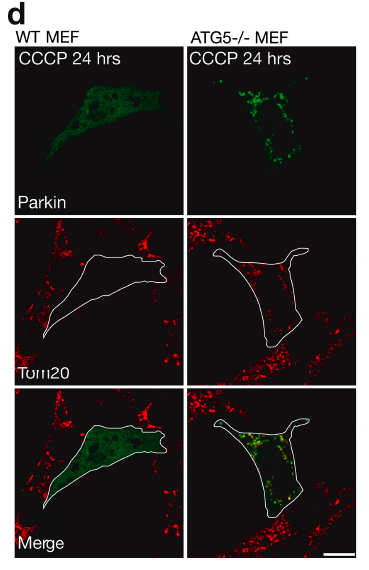 d
WT MEF ATG5-/- MEF
CCCP 24 hrs CCCP 24 hrs
Parkin
Tom20
Merge